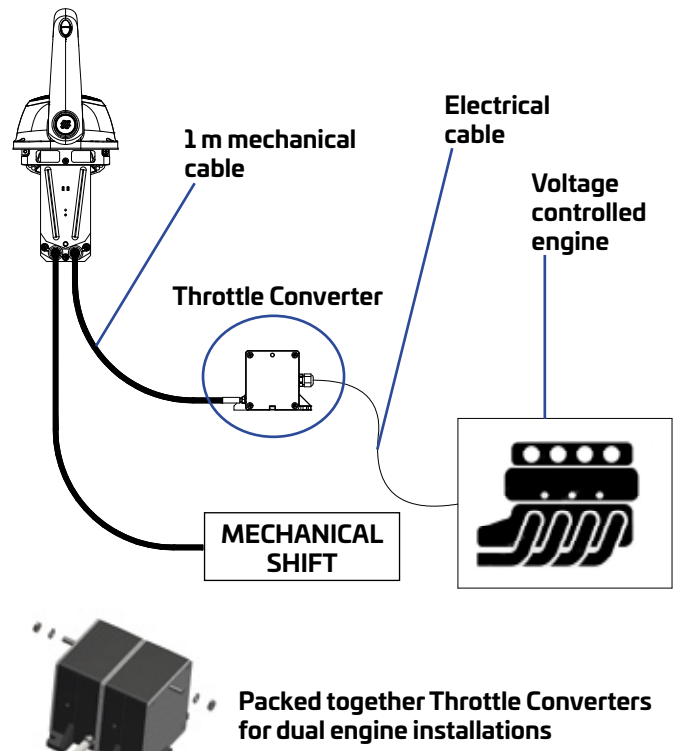 Electrical
cable
1 m mechanical
cable
Voltage
controlled
engine
Throttle Converter
MECHANICAL
SHIFT
Packed together Throttle Converters
for dual engine installations